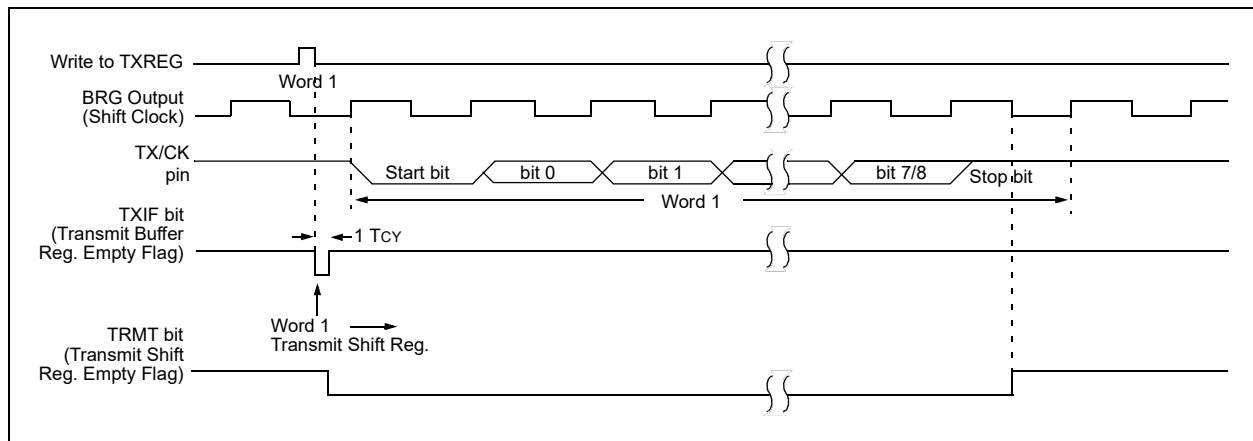 Write to TXREG
Word 1
BRG Output
(Shift Clock)
TX/CK
pin
Start bit
bit 0
bit 1
bit 7/8
Stop bit
Word 1
TXIF bit
(Transmit Buffer
Reg. Empty Flag)
1 TCY
Word 1
Transmit Shift Reg.
TRMT bit
(Transmit Shift
Reg. Empty Flag)